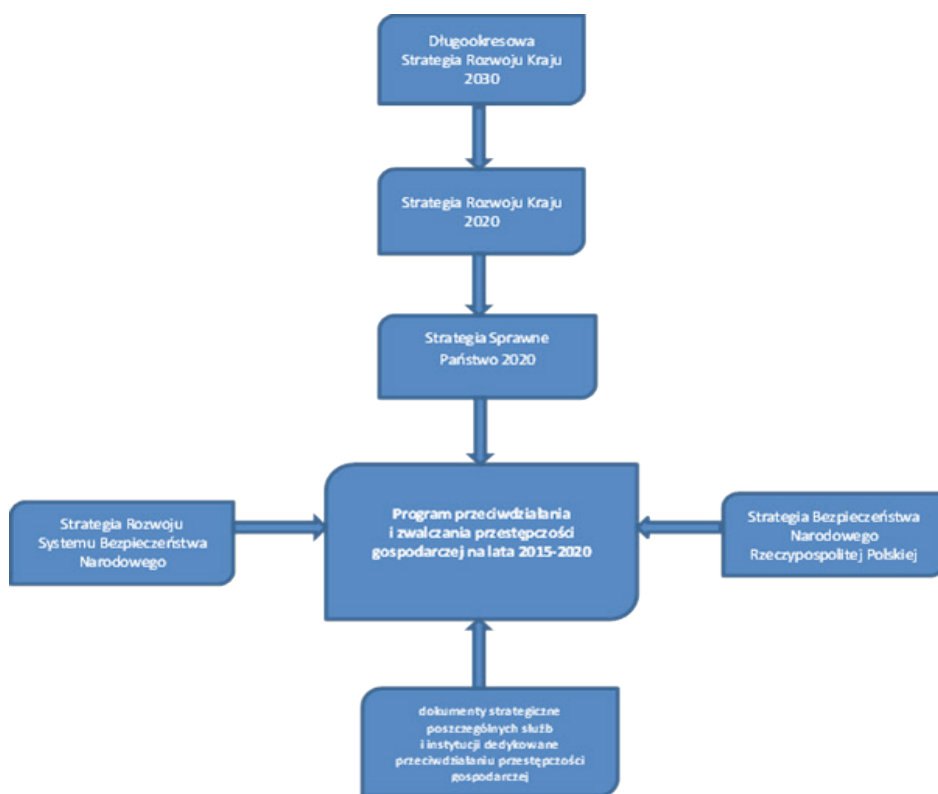 Długookresowa
Strategia Rozwoju Kraju
2030
Strategia Rozwoju Kraju
2020
Strategia Sprawne
Państwo 2020
Program przeciwdziałania
i zwalczania przestępczości
gospodarczej na lata 2015-2020
Strategia Rozwoju
Systemu Bezpieczeństwa
Narodowego
Strategia Bezpieczeństwa
Narodowego
Rzeczypospolitej Polskiej
dokumenty strategiczne
poszczególnych służb
i instytucji dedykowane
przeciwdziałaniu przestępczości
gospodarczej